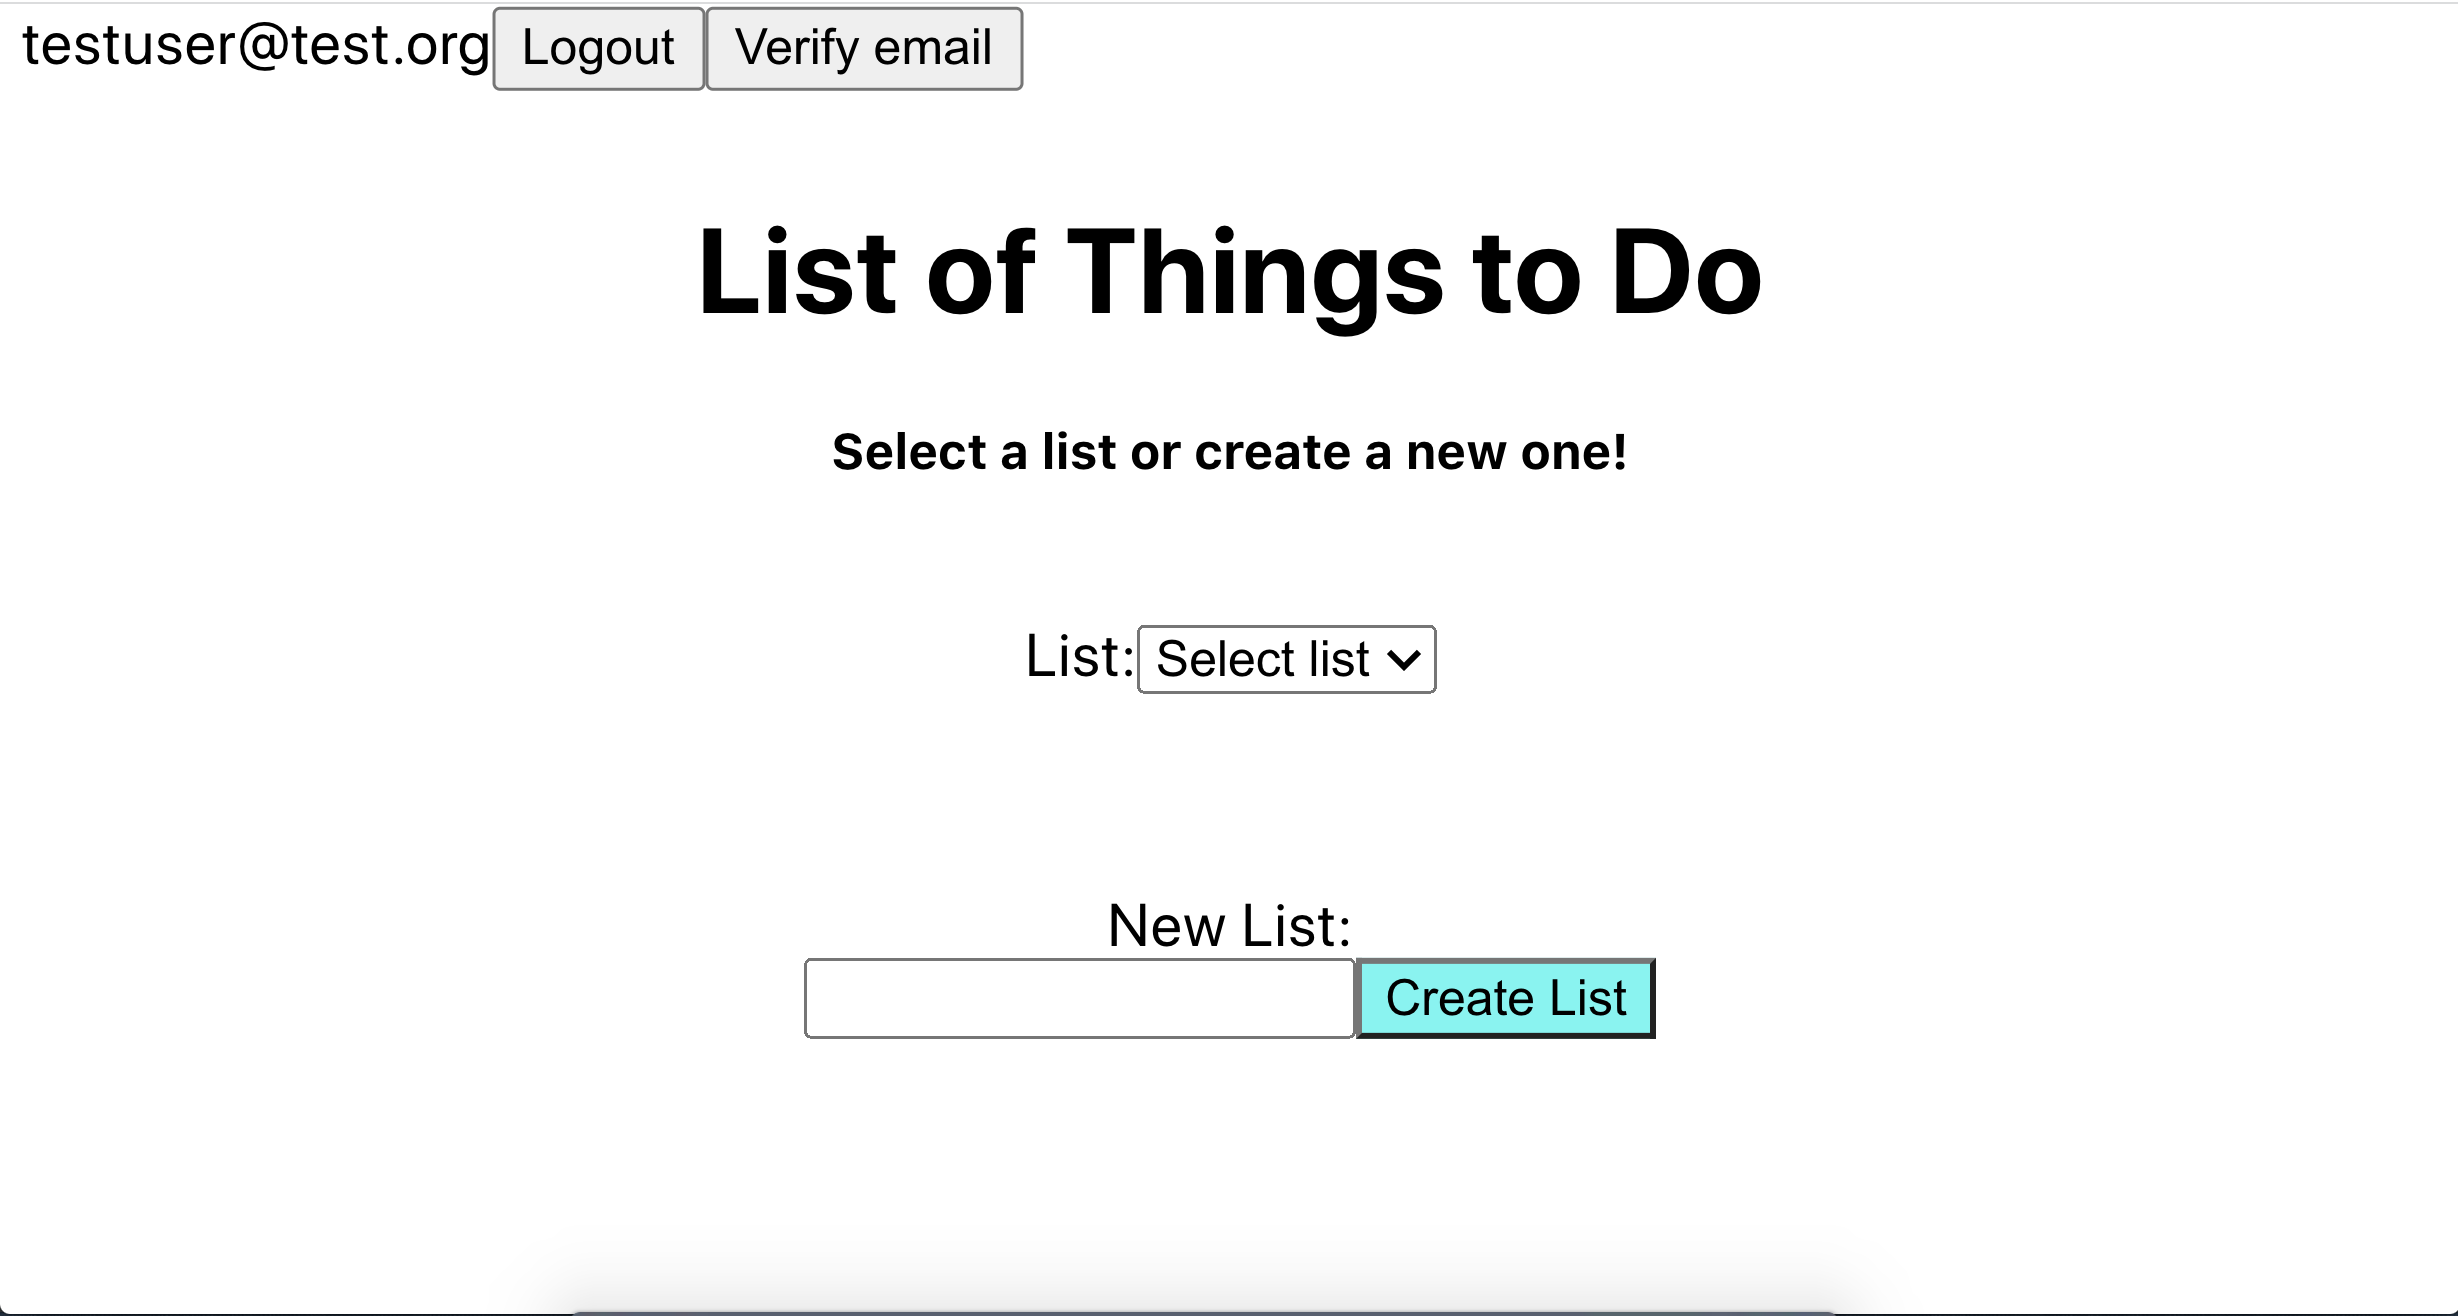 testuser@test.org Logout Verify email
List of Things to Do
Select a list or create a new one!
List: Select list
New List:
Create List